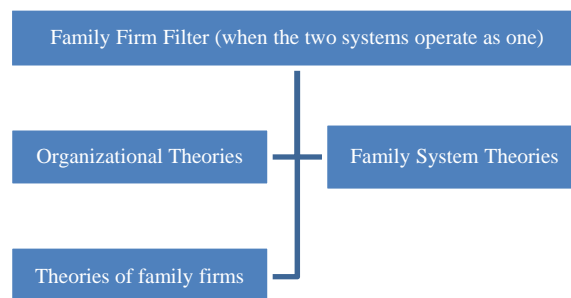 Family Firm Filter (when the two systems operate as one)
Organizational Theories
Family System Theories
Theories of family firms